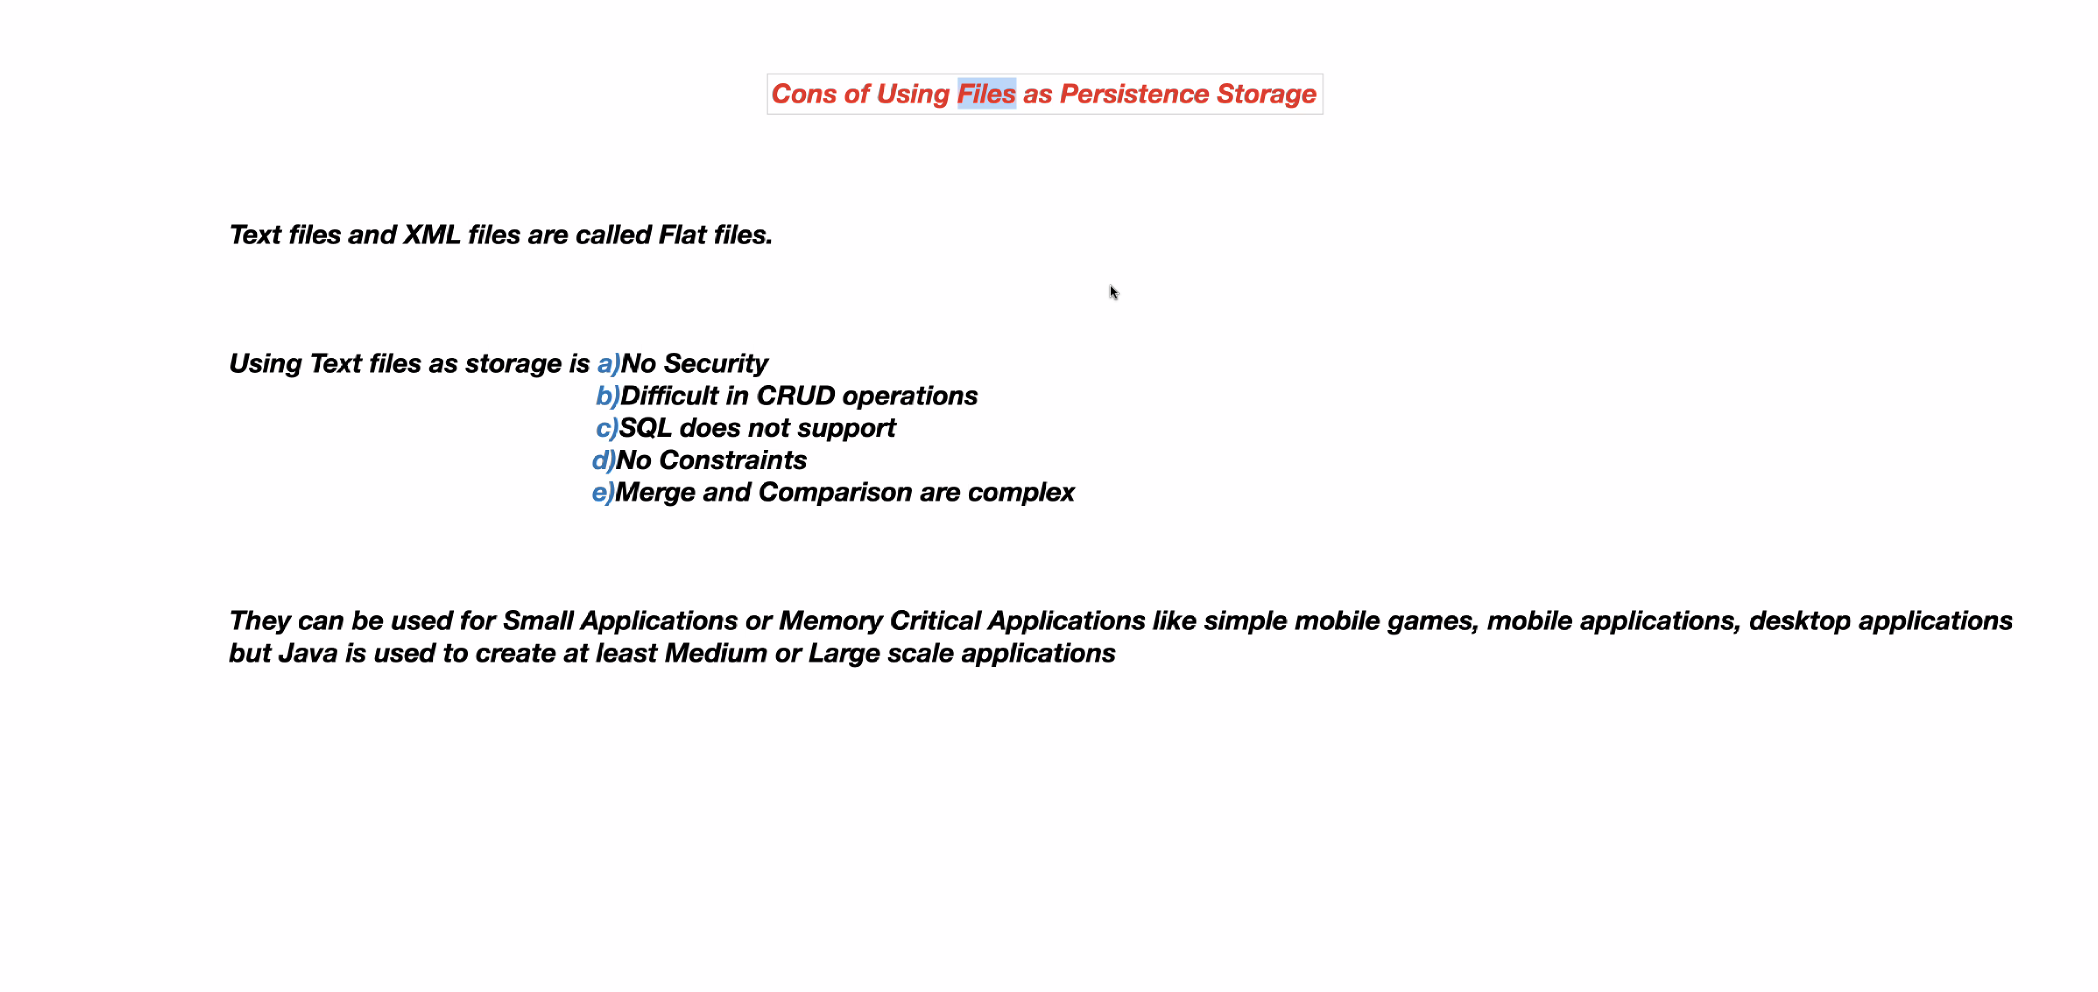 Cons of Using Files as Persistence Storage
Text files and XML files are called Flat files.
Using Text files as storage is a)No Security
b)Difficult in CRUD operations
c)SQL does not support
d)No Constraints
e)Merge and Comparison are complex
They can be used for Small Applications or Memory Critical Applications like simple mobile games, mobile applications, desktop applications
but Java is used to create at least Medium or Large scale applications